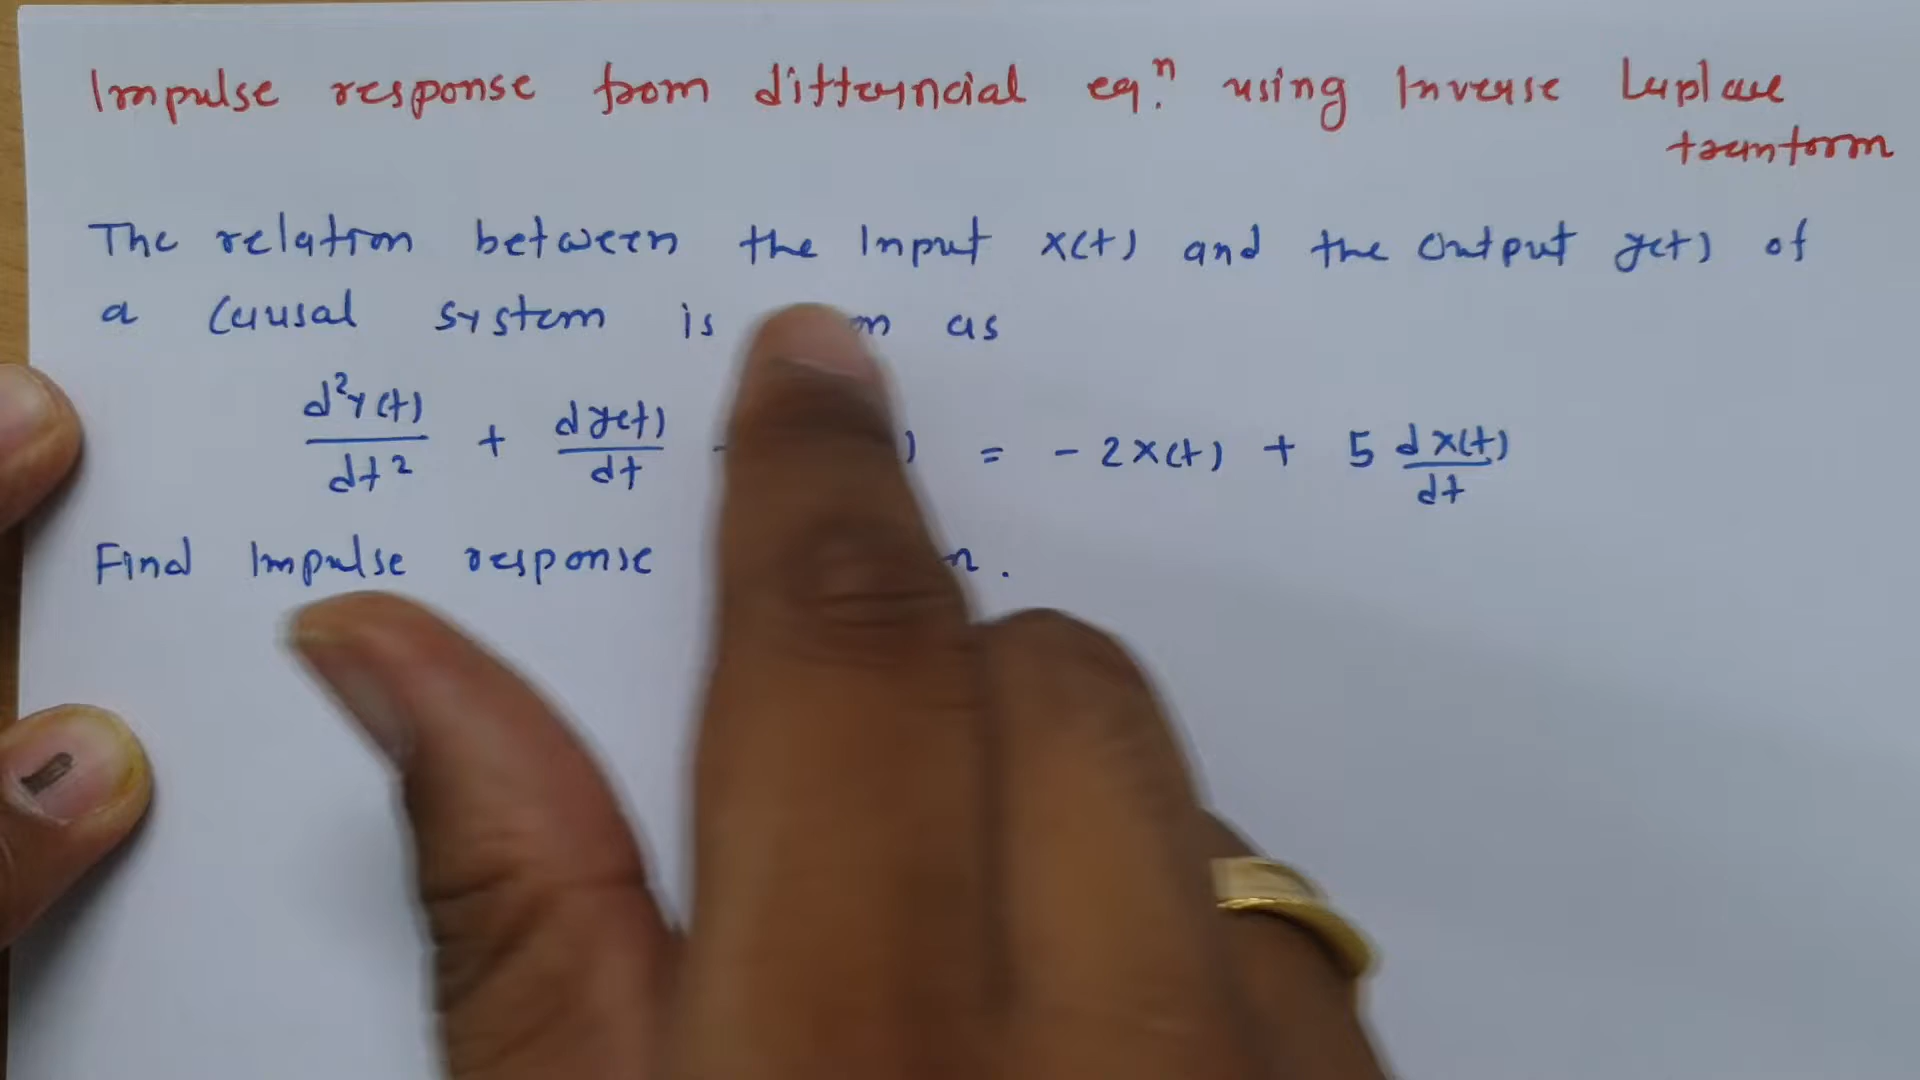 Impulse response from differncial eqn. using Inverse Laplace
transform
The relation between the Input x(t) and the output y(t) of
a causal system is as
d²y(t)/dt² + dy(t)/dt - ) = - 2x(t) + 5 dx(t)/dt
Find Impulse response n.